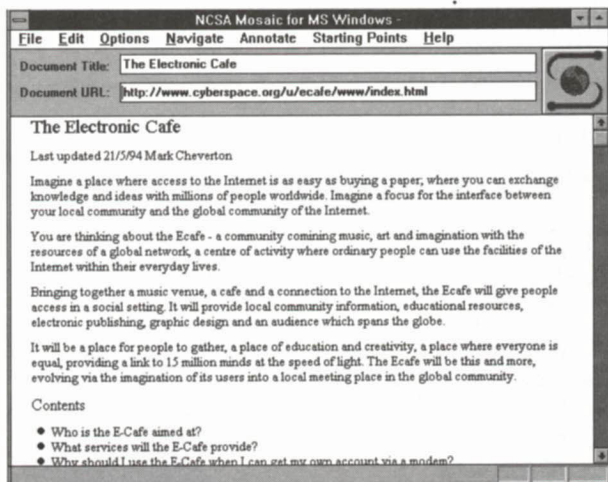 NCSA Mosaic for MS Windows -
File Edit Options Navigate Annotate Starting Points Help
Document Title: The Electronic Cafe
Document URL: http://www.cyberspace.org/u/ecafe/www/index.html
The Electronic Cafe
Last updated 21/5/94 Mark Cheverton
Imagine a place where access to the Internet is as easy as buying a paper; where you can exchange
knowledge and ideas with millions of people worldwide. Imagine a focus for the interface between
your local community and the global community of the Internet.
You are thinking about the Ecafe - a community comining music, art and imagination with the
resources of a global network, a centre of activity where ordinary people can use the facilities of the
Internet within their everyday lives.
Bringing together a music venue, a cafe and a connection to the Internet, the Ecafe will give people
access in a social setting. It will provide local community information, educational resources,
electronic publishing, graphic design and an audience which spans the globe.
It will be a place for people to gather, a place of education and creativity, a place where everyone is
equal, providing a link to 15 million minds at the speed of light. The Ecafe will be this and more,
evolving via the imagination of its users into a local meeting place in the global community.
Contents
● Who is the E-Cafe aimed at?
● What services will the E-Cafe provide?
● Why should I use the E-Cafe when I can get my own account via a modem?